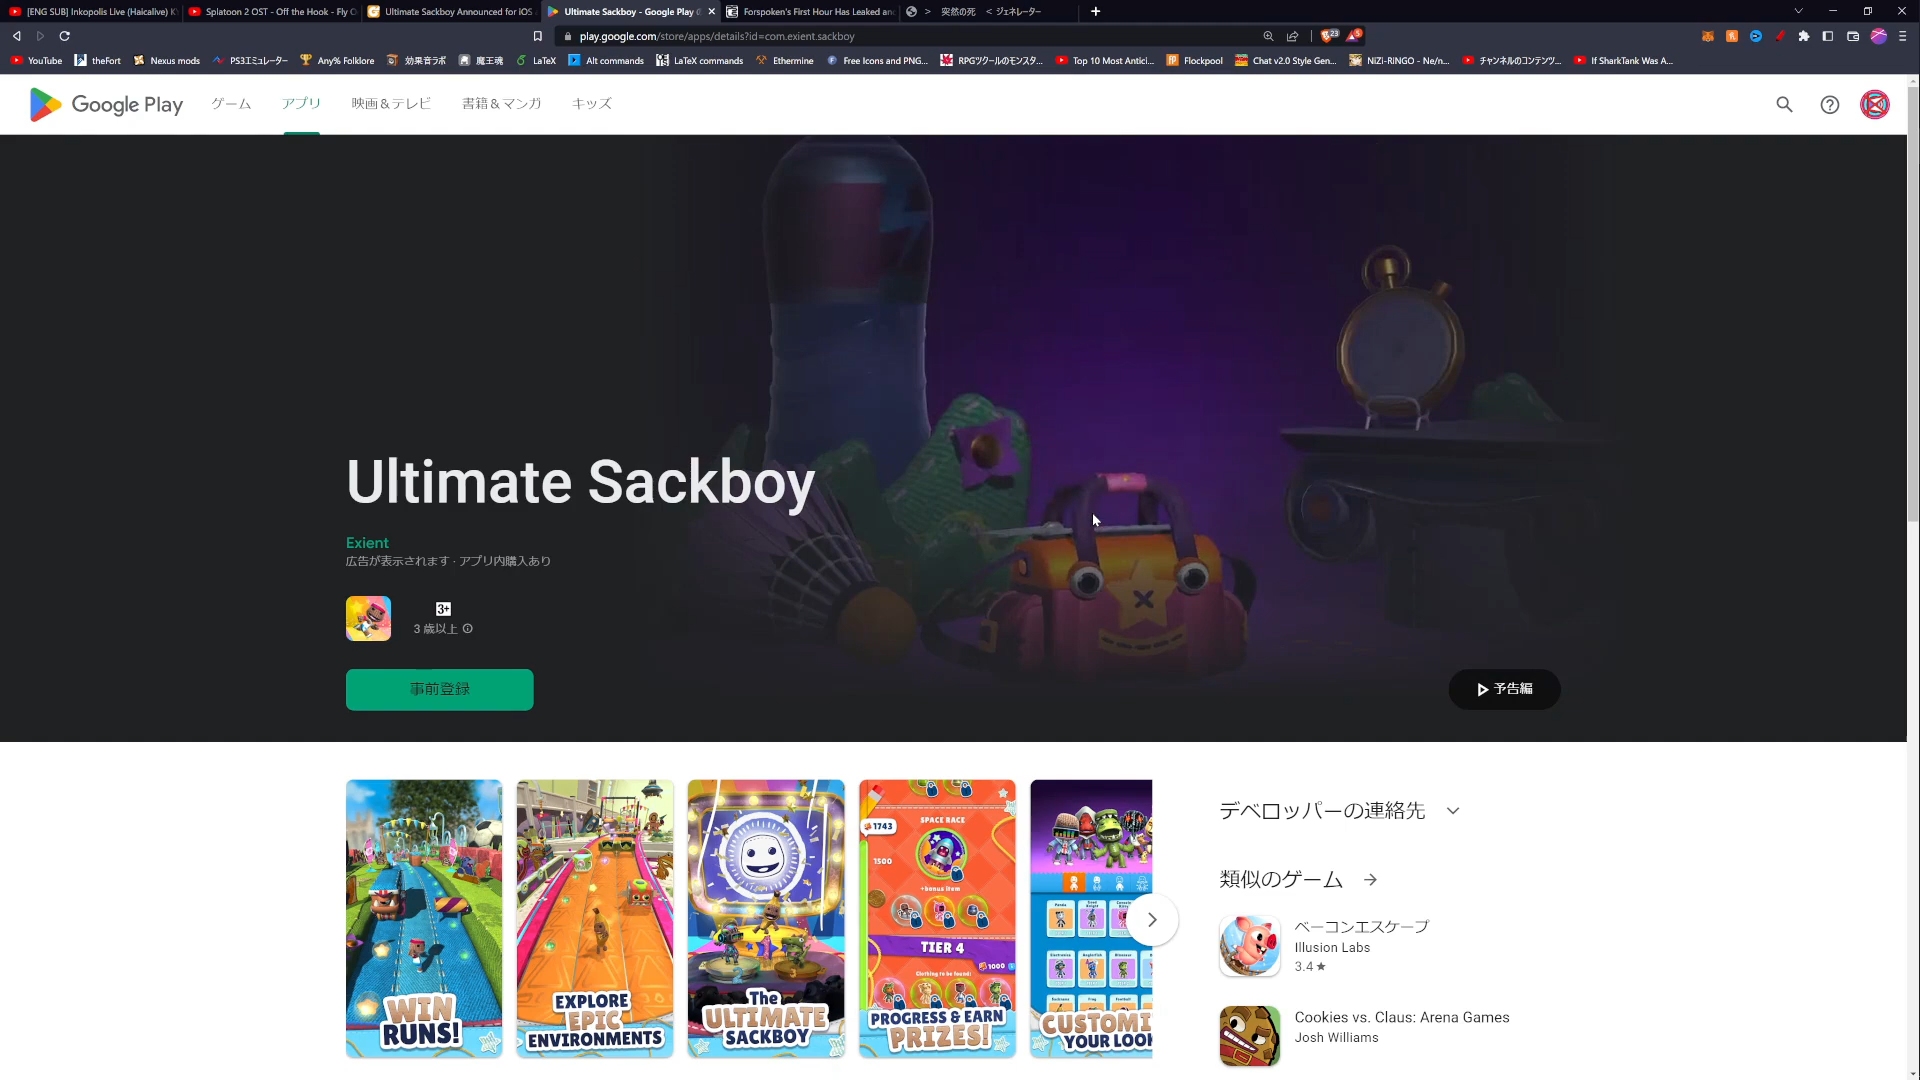 [ENG SUB] Inkopolis Live (Haicalive) K
Splatoon 2 OST - Off the Hook - Fly O
Ultimate Sackboy Announced for iOS
Ultimate Sackboy - Google Play
Forspoken's First Hour Has Leaked an
> 突然の死 < ジェネレーター
play.google.com/store/apps/details?id=com.exient.sackboy
23
5
YouTube
theFort
Nexus mods
PS3エミュレーター
Any% Folklore
効果音ラボ
魔王魂
LaTeX
Alt commands
LaTeX commands
Ethermine
Free Icons and PNG...
RPGツクールのモンスタ...
Top 10 Most Antici...
Flockpool
Chat v2.0 Style Gen...
NIZI-RINGO - Ne/n...
チャンネルのコンテンツ...
If SharkTank Was A...
Google Play
ゲーム
アプリ
映画&テレビ
書籍&マンガ
キッズ
Ultimate Sackboy
Exient
広告が表示されます · アプリ内購入あり
3+
3 歳以上
事前登録
予告編
WIN
RUNS!
EXPLORE
EPIC
ENVIRONMENTS
The
ULTIMATE
SACKBOY
1743
SPACE RACE
1500
+bonus item
TIER 4
1000
Clothing to be found:
PROGRESS & EARN
PRIZES!
CUSTOMI
YOUR LOOK
デベロッパーの連絡先
類似のゲーム
ベーコンエスケープ
Illusion Labs
3.4★
Cookies vs. Claus: Arena Games
Josh Williams